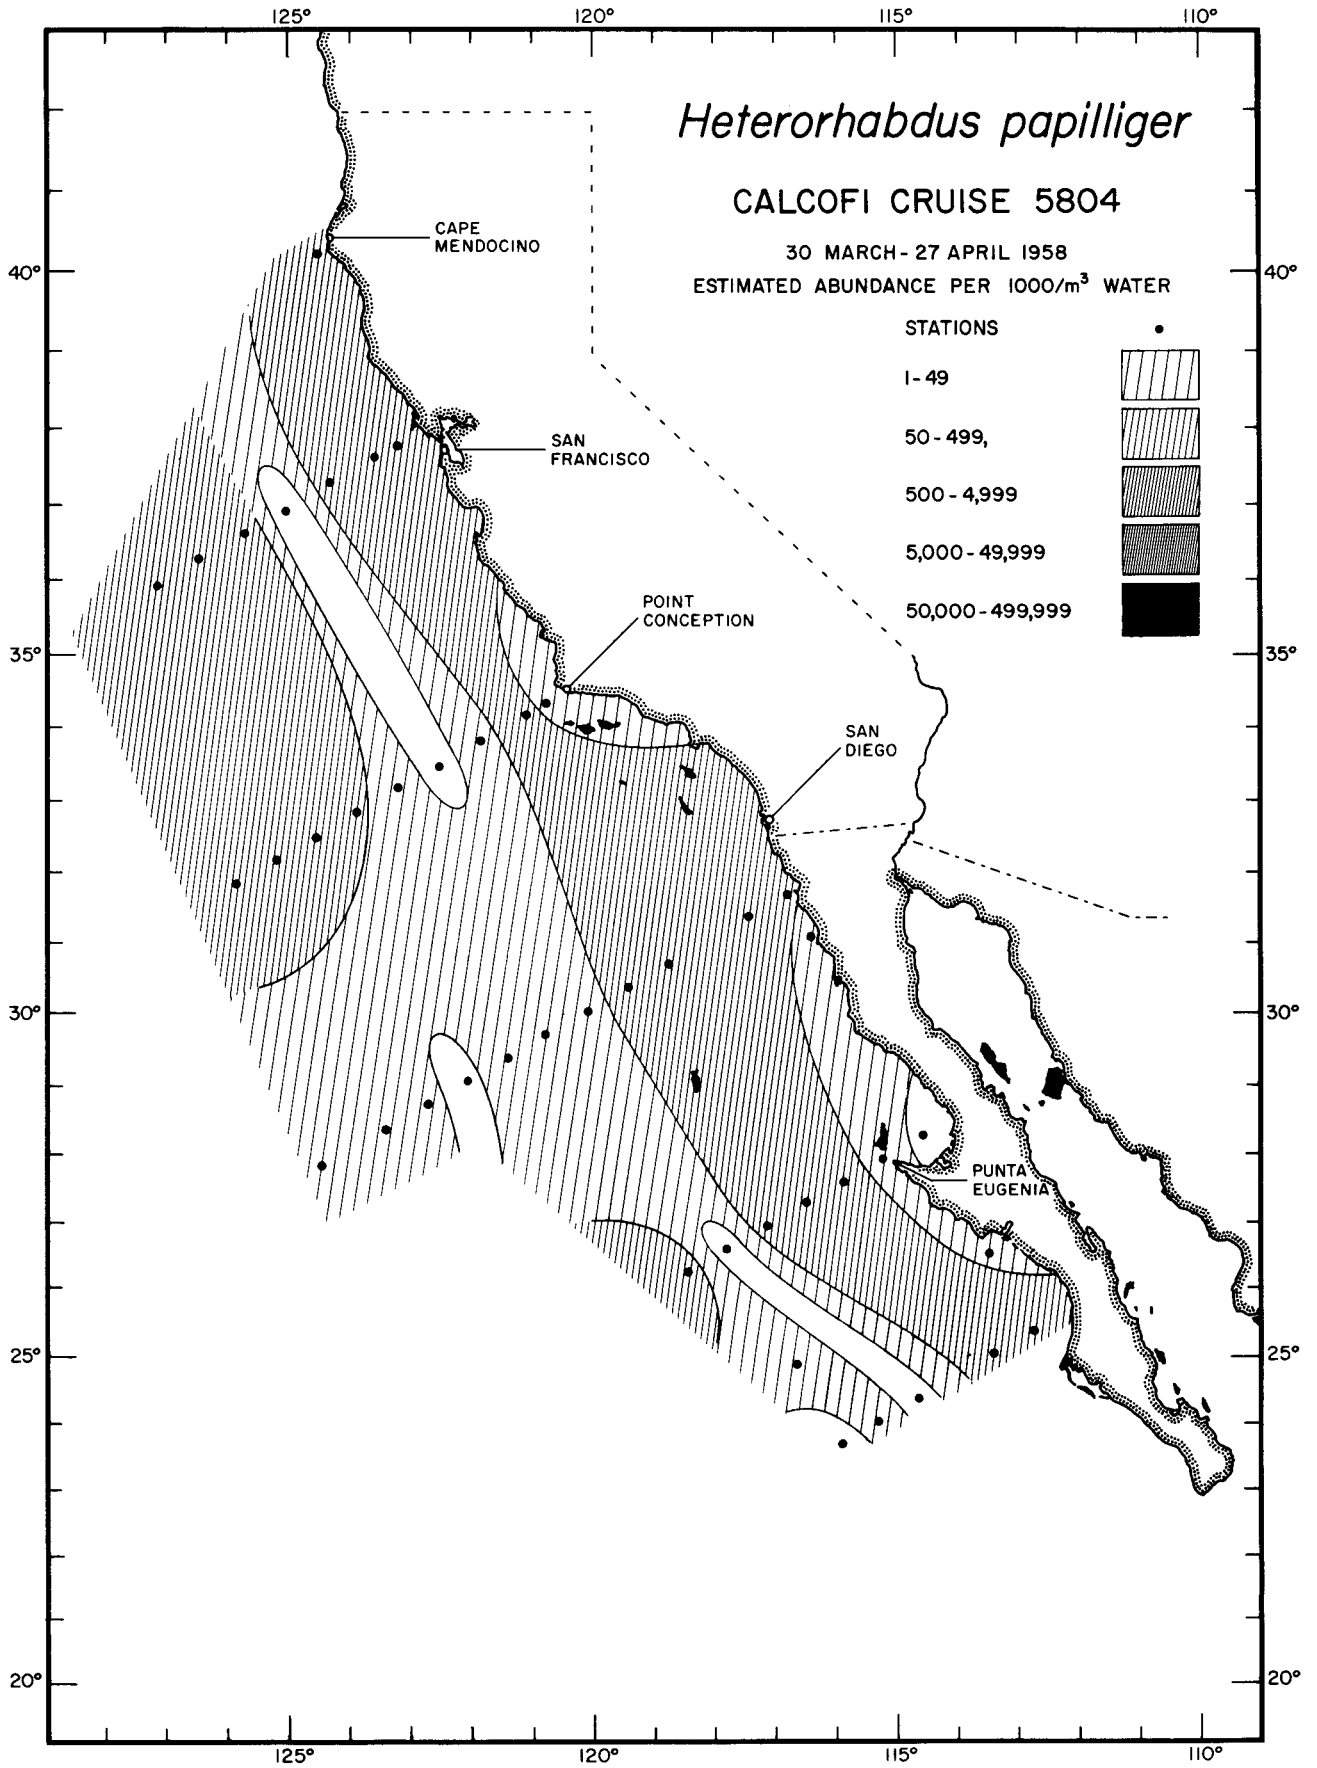 125° 120° 115° 110°
Heterorhabdus papilliger
CALCOFI CRUISE 5804
30 MARCH - 27 APRIL 1958
ESTIMATED ABUNDANCE PER 1000/m³ WATER
STATIONS
1 - 49
50 - 499,
500 - 4,999
5,000 - 49,999
50,000 - 499,999
CAPE
MENDOCINO
40° 40°
SAN
FRANCISCO
POINT
CONCEPTION
35° 35°
SAN
DIEGO
30° 30°
PUNTA
EUGENIA
25° 25°
20° 20°
125° 120° 115° 110°